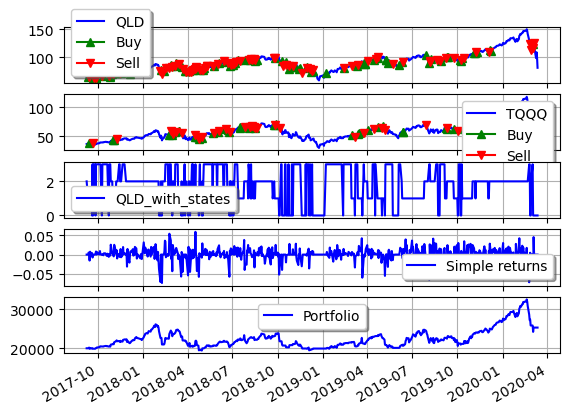 QLD
Buy
Sell
150
100
TQQQ
Buy
Sell
100
50
QLD_with_states
2
0
Simple returns
0.05
0.00
−0.05
Portfolio
30000
20000
2017-10
2018-01
2018-04
2018-07
2018-10
2019-01
2019-04
2019-07
2019-10
2020-01
2020-04